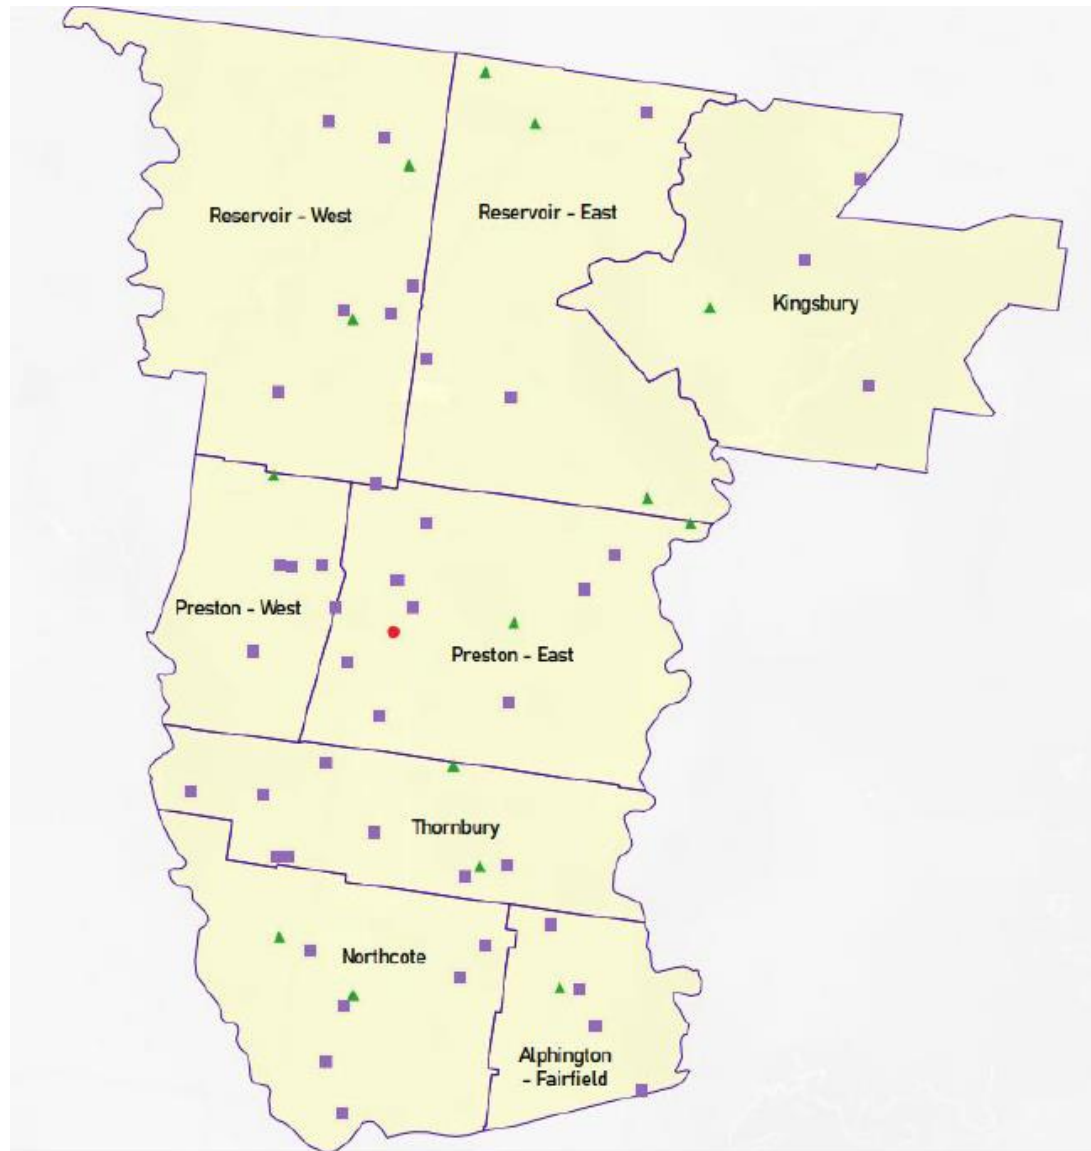 Reservoir - West
Reservoir - East
Kingsbury
Preston - West
Preston - East
Thornbury
Northcote
Alphington
- Fairfield